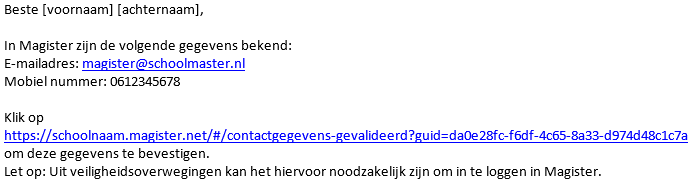 Beste [voornaam] [achternaam],
In Magister zijn de volgende gegevens bekend:
E-mailadres: magister@schoolmaster.nl
Mobiel nummer: 0612345678
Klik op
https://schoolnaam.magister.net/#/contactgegevens-gevalideerd?guid=da0e28fc-f6df-4c65-8a33-d974d48c1c7a
om deze gegevens te bevestigen.
Let op: Uit veiligheidsoverwegingen kan het hiervoor noodzakelijk zijn om in te loggen in Magister.